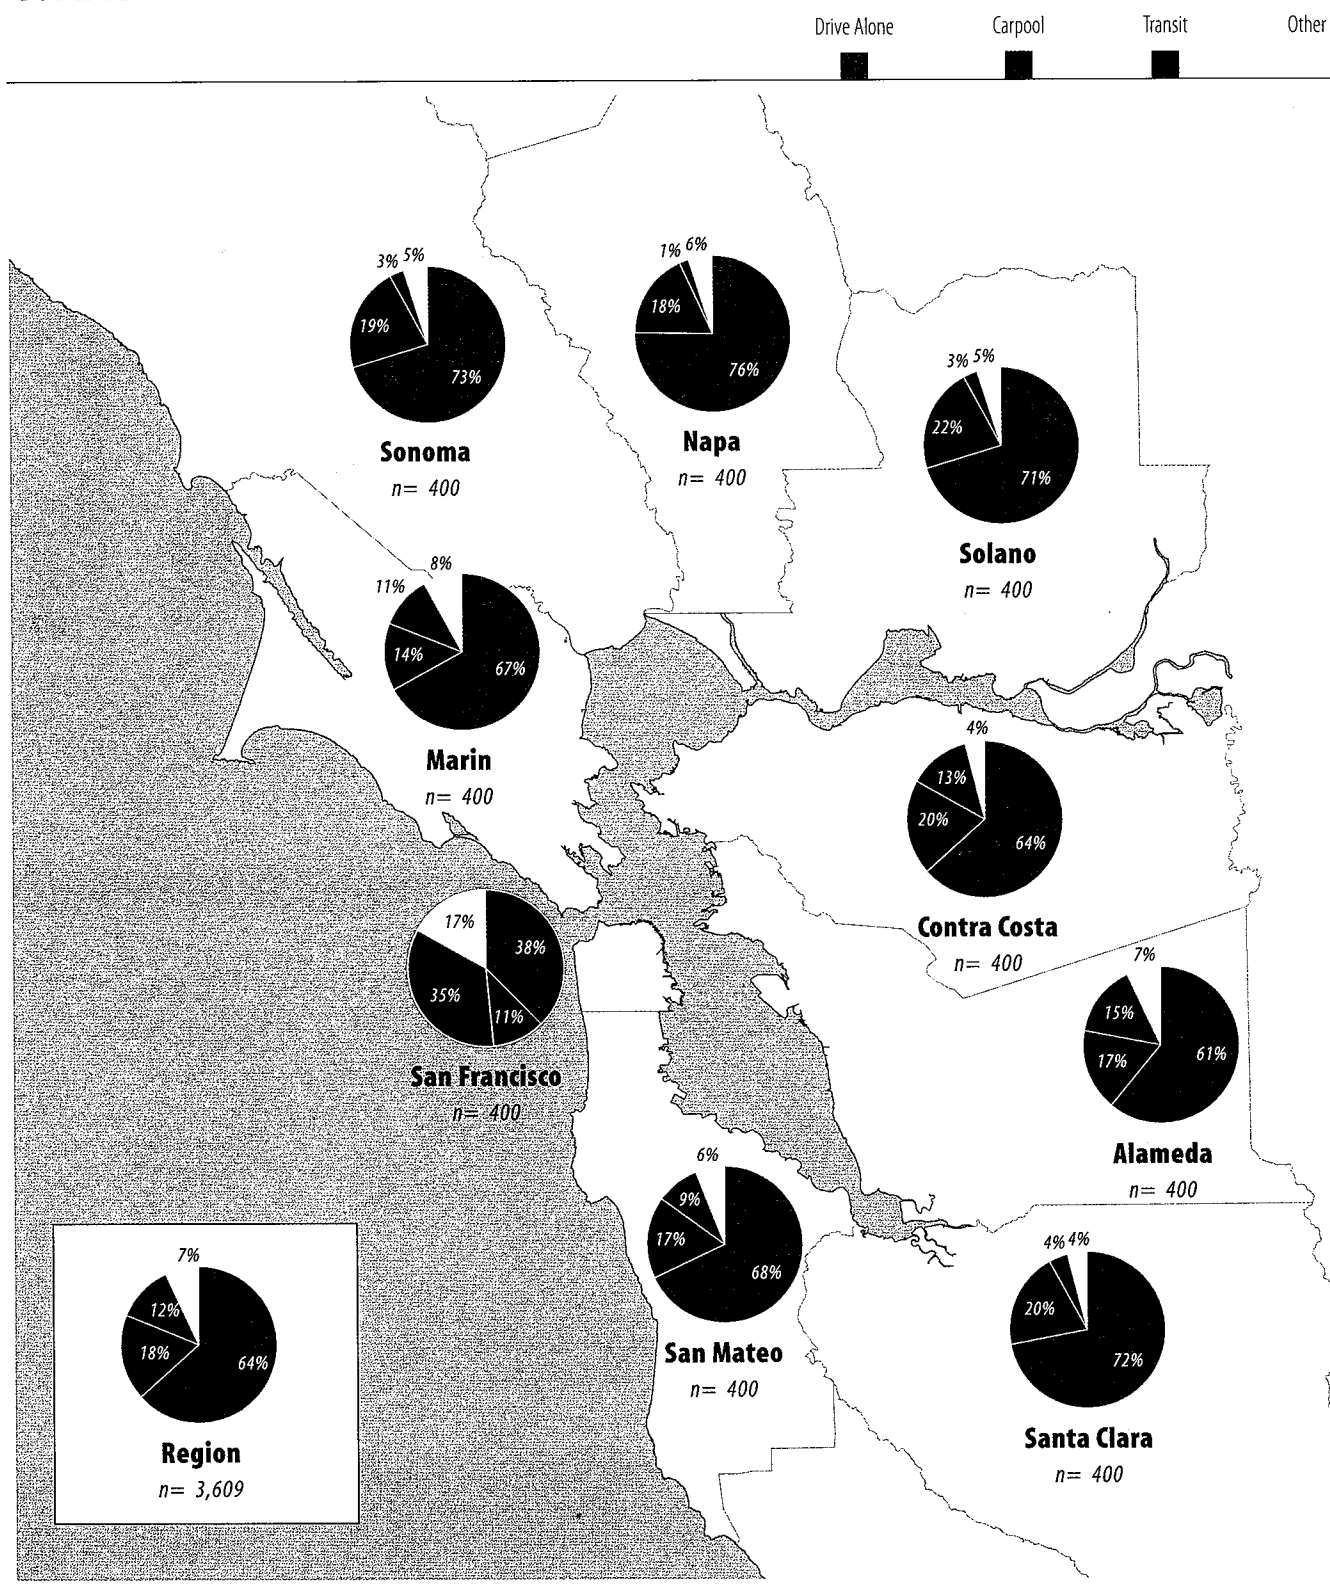 Drive Alone Carpool Transit Other
1% 6%
3% 5%
18%
19%
76%
73%
3% 5%
Napa
n= 400
Sonoma
n= 400
22%
71%
Solano
n= 400
8%
11%
14%
67%
Marin
n= 400
4%
13%
20%
64%
Contra Costa
n= 400
17%
38%
35%
11%
San Francisco
n= 400
7%
15%
17%
61%
Alameda
n= 400
6%
9%
17%
68%
San Mateo
n= 400
4% 4%
20%
72%
Santa Clara
n= 400
7%
12%
18%
64%
Region
n= 3,609